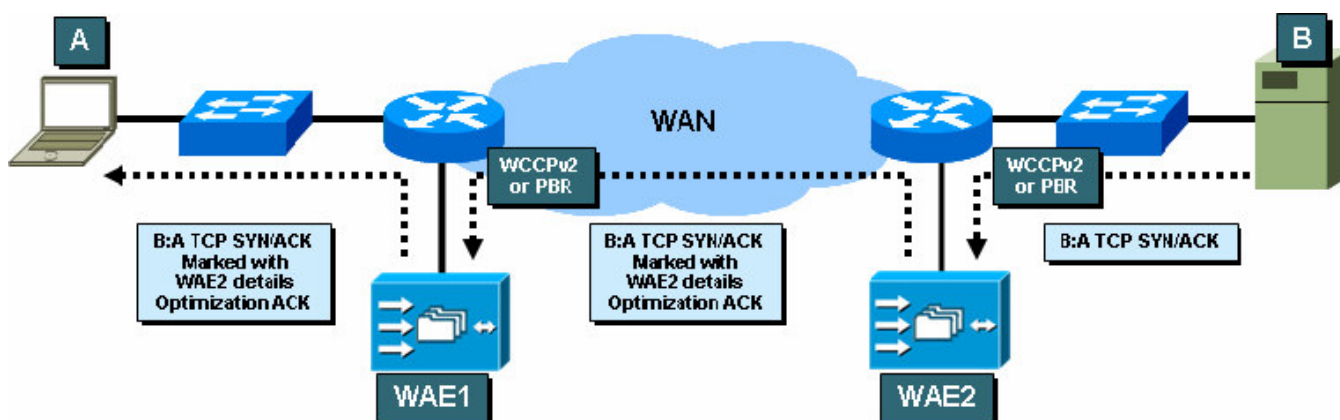 A
B
WAN
WCCPv2
or PBR
WCCPv2
or PBR
B:A TCP SYN/ACK
Marked with
WAE2 details
Optimization ACK
B:A TCP SYN/ACK
Marked with
WAE2 details
Optimization ACK
B:A TCP SYN/ACK
WAE1
WAE2